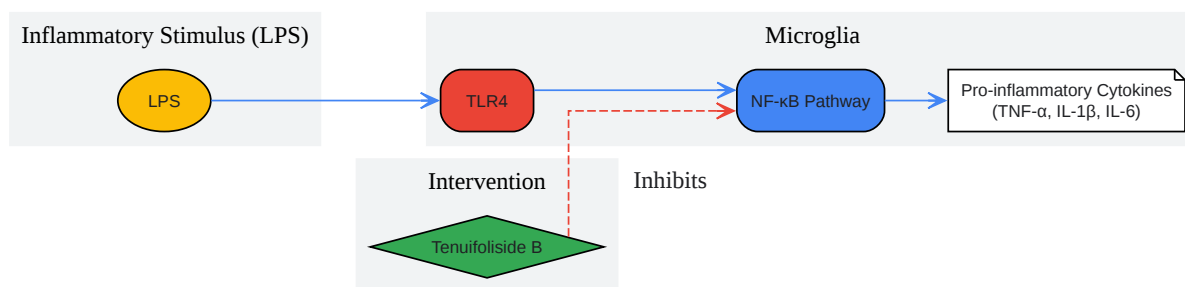 Inflammatory Stimulus (LPS)
Microglia
LPS
TLR4
NF-κB Pathway
Pro-inflammatory Cytokines
(TNF-α, IL-1β, IL-6)
Intervention
Inhibits
Tenuifoliside B